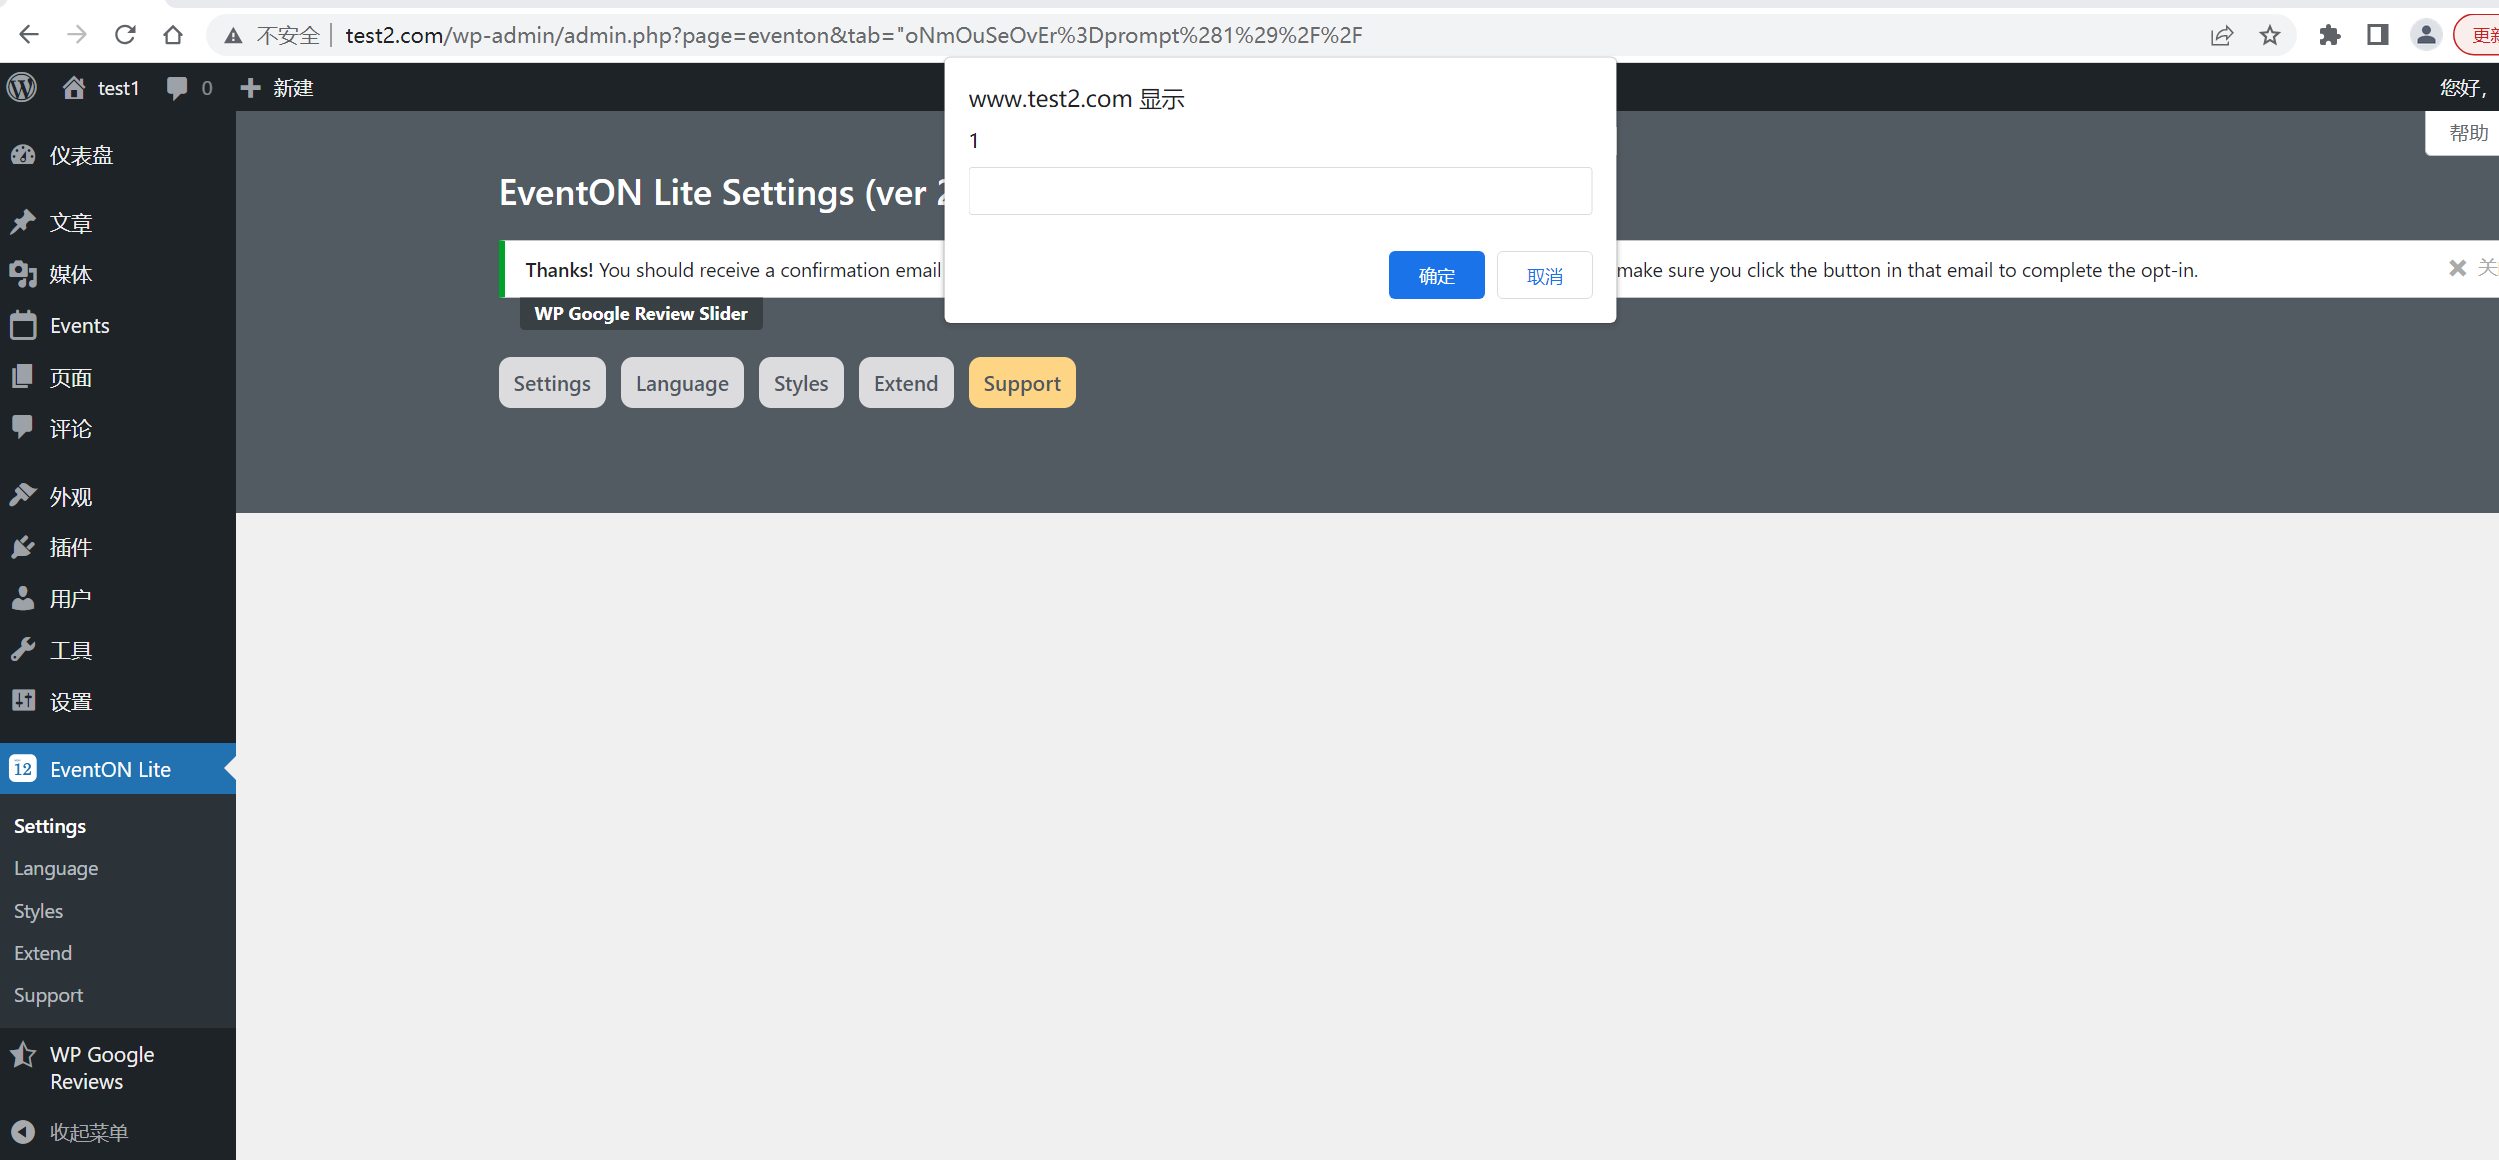 不安全 test2.com/wp-admin/admin.php?page=eventon&tab="oNmOuSeOvEr%3Dprompt%281%29%2F%2F
更新
test1 0 新建 您好,
www.test2.com 显示
1
确定 取消
帮助
EventON Lite Settings (ver 2
Thanks! You should receive a confirmation email make sure you click the button in that email to complete the opt-in.
WP Google Review Slider
Settings Language Styles Extend Support
仪表盘
文章
媒体
Events
页面
评论
外观
插件
用户
工具
设置
12 EventON Lite
Settings
Language
Styles
Extend
Support
WP Google
Reviews
收起菜单